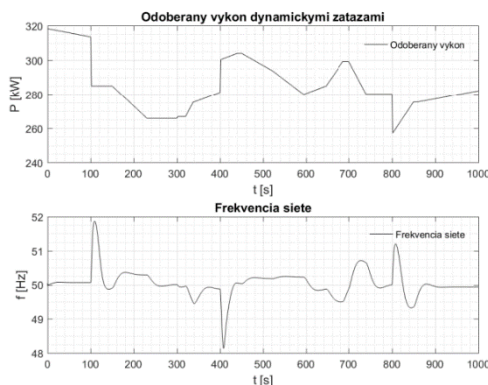 Odoberany vykon dynamickymi zatazami
320
300
280
260
240
P [kW]
Odoberany vykon
0 100 200 300 400 500 600 700 800 900 1000
t [s]
Frekvencia siete
52
51
50
49
48
f [Hz]
Frekvencia siete
0 100 200 300 400 500 600 700 800 900 1000
t [s]